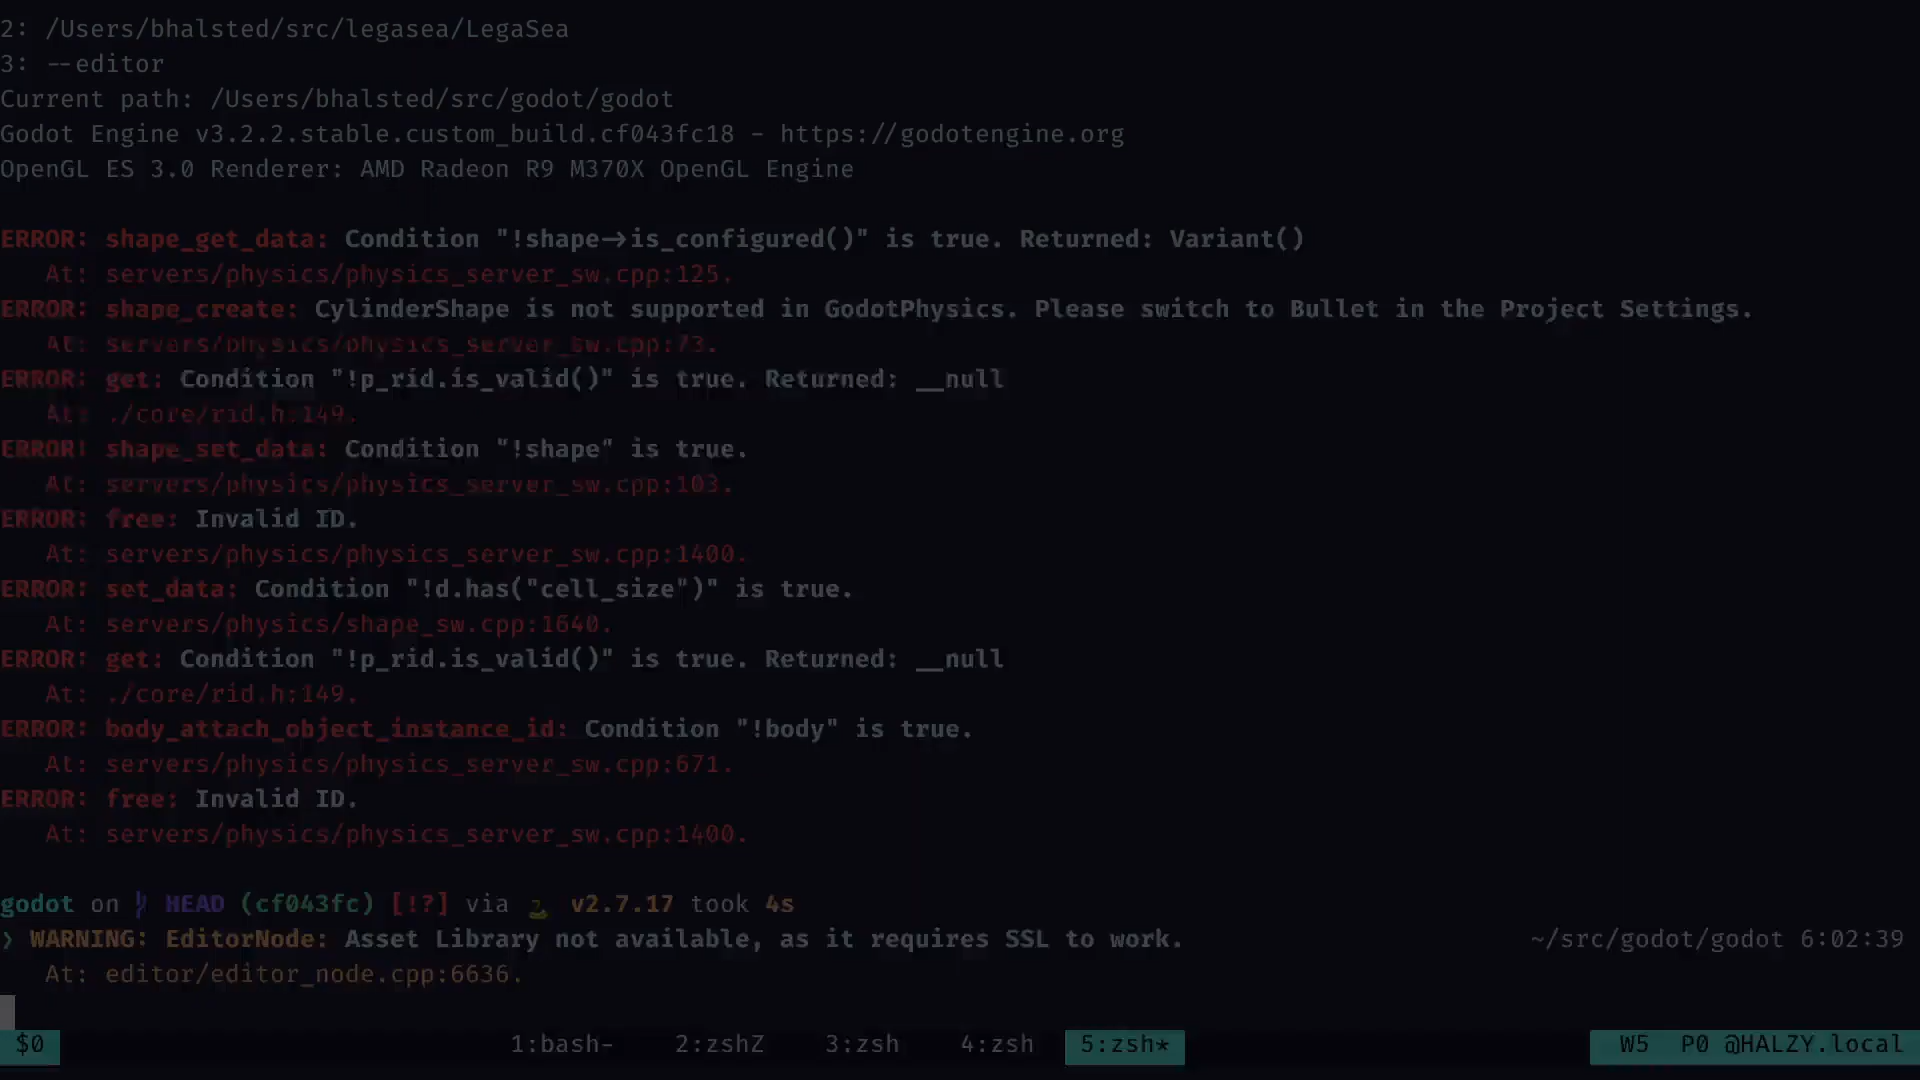 2: /Users/bhalsted/src/legasea/LegaSea
3: --editor
Current path: /Users/bhalsted/src/godot/godot
Godot Engine v3.2.2.stable.custom_build.cf043fc18 - https://godotengine.org
OpenGL ES 3.0 Renderer: AMD Radeon R9 M370X OpenGL Engine
ERROR: shape_get_data: Condition "!shape->is_configured()" is true. Returned: Variant()
At: servers/physics/physics_server_sw.cpp:125.
ERROR: shape_create: CylinderShape is not supported in GodotPhysics. Please switch to Bullet in the Project Settings.
At: servers/physics/physics_server_sw.cpp:73.
ERROR: get: Condition "!p_rid.is_valid()" is true. Returned: __null
At: ./core/rid.h:149.
ERROR: shape_set_data: Condition "!shape" is true.
At: servers/physics/physics_server_sw.cpp:103.
ERROR: free: Invalid ID.
At: servers/physics/physics_server_sw.cpp:1400.
ERROR: set_data: Condition "!d.has("cell_size")" is true.
At: servers/physics/shape_sw.cpp:1640.
ERROR: get: Condition "!p_rid.is_valid()" is true. Returned: __null
At: ./core/rid.h:149.
ERROR: body_attach_object_instance_id: Condition "!body" is true.
At: servers/physics/physics_server_sw.cpp:671.
ERROR: free: Invalid ID.
At: servers/physics/physics_server_sw.cpp:1400.
godot on HEAD (cf043fc) [!?] via v2.7.17 took 4s
❯ WARNING: EditorNode: Asset Library not available, as it requires SSL to work. ~/src/godot/godot 6:02:39
At: editor/editor_node.cpp:6636.
$0 1:bash- 2:zshZ 3:zsh 4:zsh 5:zsh* W5 P0 @HALZY.local